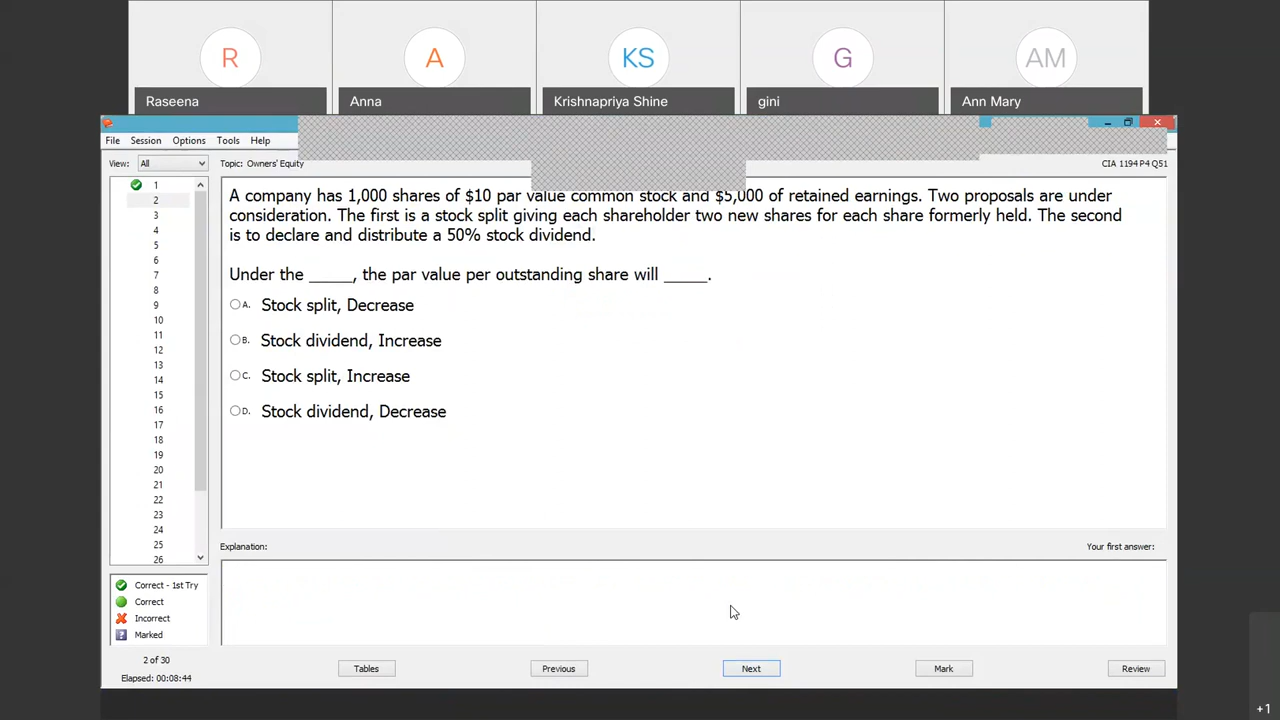 R
A
KS
G
AM
Raseena
Anna
Krishnapriya Shine
gini
Ann Mary
File Session Options Tools Help
View: All
Topic: Owners' Equity
CIA 1194 P4 Q51
1
2
3
4
5
6
7
8
9
10
11
12
13
14
15
16
17
18
19
20
21
22
23
24
25
26
A company has 1,000 shares of $10 par value common stock and $5,000 of retained earnings. Two proposals are under
consideration. The first is a stock split giving each shareholder two new shares for each share formerly held. The second
is to declare and distribute a 50% stock dividend.
Under the _____, the par value per outstanding share will _____.
A. Stock split, Decrease
B. Stock dividend, Increase
C. Stock split, Increase
D. Stock dividend, Decrease
Explanation:
Your first answer:
Correct - 1st Try
Correct
Incorrect
Marked
2 of 30
Elapsed: 00:08:44
Tables
Previous
Next
Mark
Review
+1